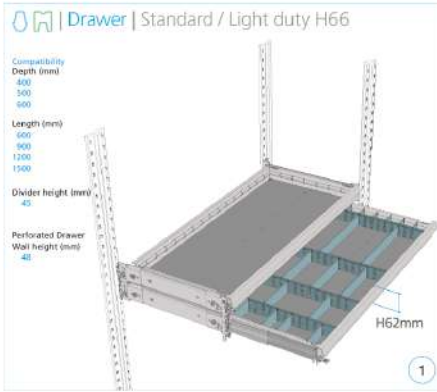 | Drawer | Standard / Light duty H66
Compatibility
Depth (mm)
400
500
600
Length (mm)
600
900
1200
1500
Divider height (mm)
45
Perforated Drawer
Wall height (mm)
48
H62mm
1